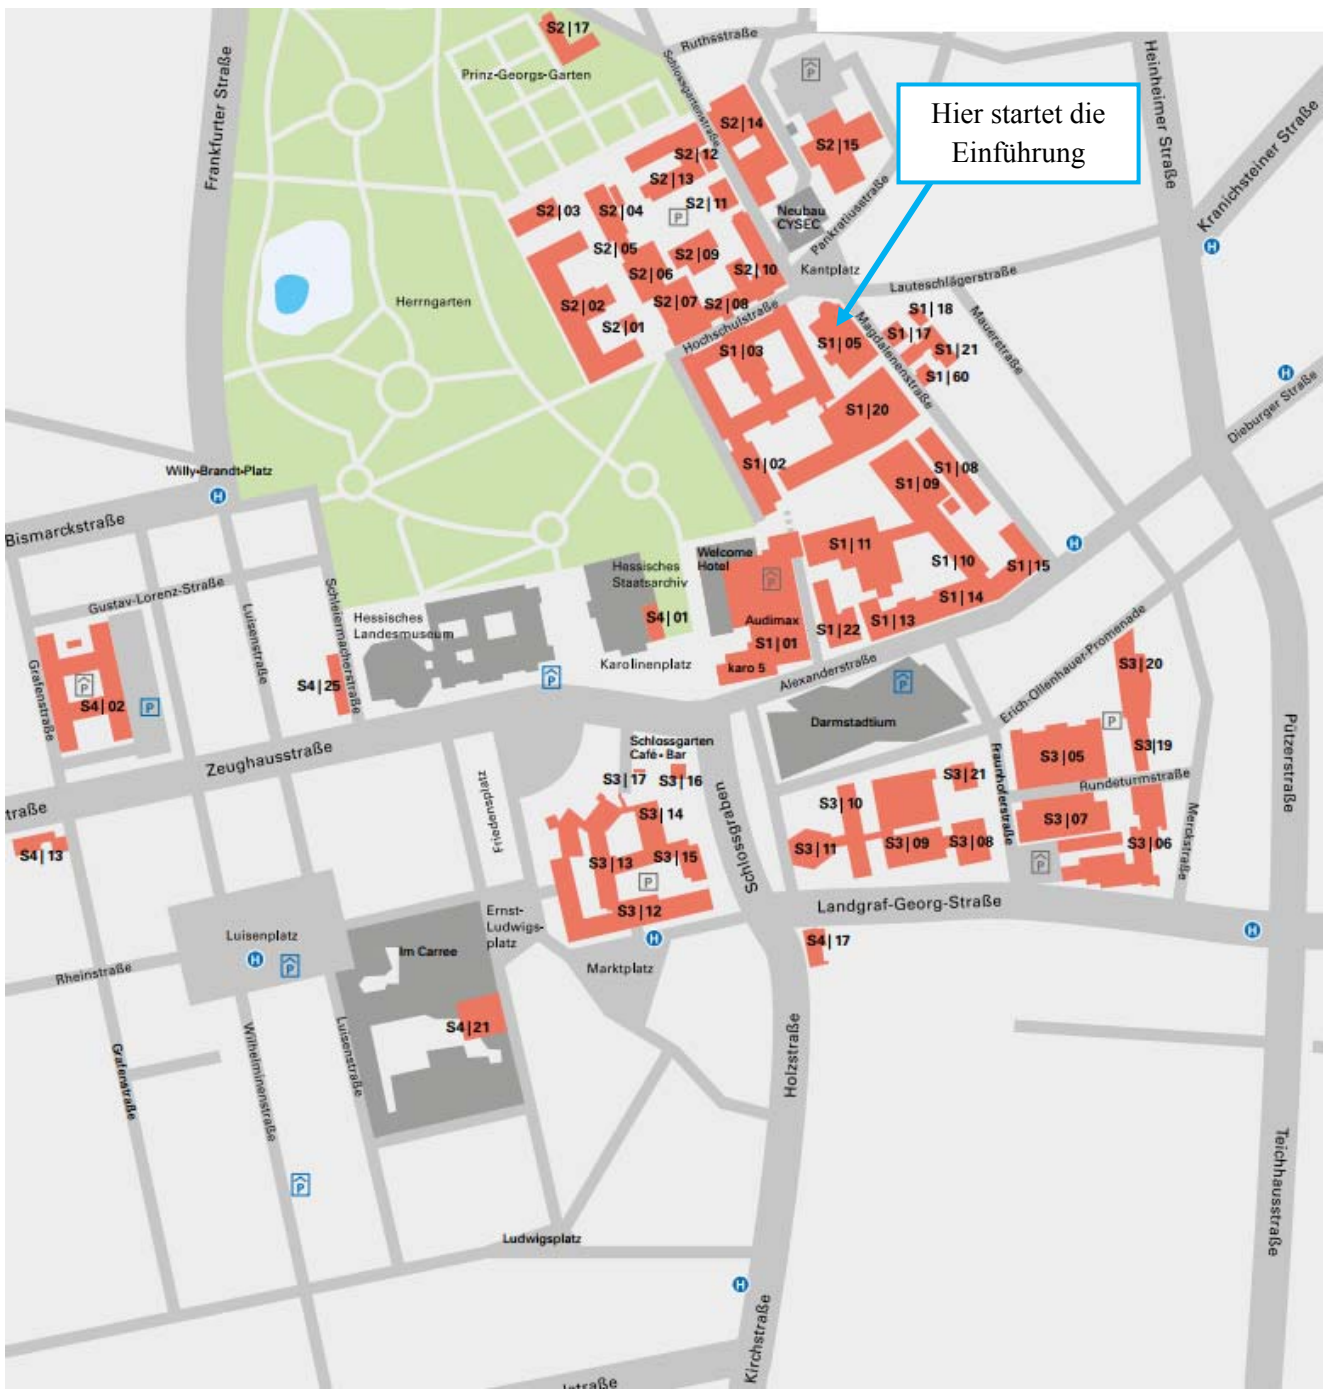 S2|17
Ruthsstraße
Heinheimer Straße
Frankfurter Straße
Prinz-Georgs-Garten
Schlossgartenstraße
P
Hier startet die
Einführung
Kranichsteiner Straße
S2|14
S2|15
S2|12
S2|13
S2|11
S2|03
S2|04
P
Neubau
CYSEC
Pankratiusstraße
H
S2|05
S2|09
S2|06
S2|10
Kantplatz
Lauteschlägerstraße
Herrngarten
S2|02
S2|07
S2|08
S2|01
Hochschulstraße
S1|03
S1|05
Magdalenenstraße
S1|18
S1|17
S1|21
S1|60
Mauerstraße
H
Dieburger Straße
S1|20
Willy-Brandt-Platz
H
S1|02
S1|08
S1|09
Bismarckstraße
S1|11
S1|10
S1|15
H
Welcome
Hotel
P
Hessisches
Staatsarchiv
Gustav-Lorenz-Straße
Luisenstraße
Schleiermacherstraße
Hessisches
Landesmuseum
S4|01
Audimax
S1|01
S1|22
S1|13
S1|14
Erich-Ollenhauer-Promenade
Grafenstraße
P
S4|02
P
S4|25
Karolinenplatz
P
karo 5
Alexanderstraße
P
S3|20
Darmstadtium
P
Pützerstraße
Zeughausstraße
Friedensplatz
Schlossgarten
Café・Bar
S3|17
S3|16
Schlossgraben
Fraunhoferstraße
S3|05
S3|19
S3|21
Rundeturmstraße
traße
S4|13
S3|14
S3|10
S3|07
Merckstraße
S3|13
S3|15
P
S3|11
S3|09
S3|08
P
S3|06
S3|12
H
Landgraf-Georg-Straße
H
Ernst-
Ludwigs-
platz
Luisenplatz
H
P
Im Carree
Marktplatz
S4|17
Rheinstraße
S4|21
Grafenstraße
Wilhelminenstraße
Luisenstraße
Holzstraße
Teichhausstraße
P
Ludwigsplatz
H
Kirchstraße
straße